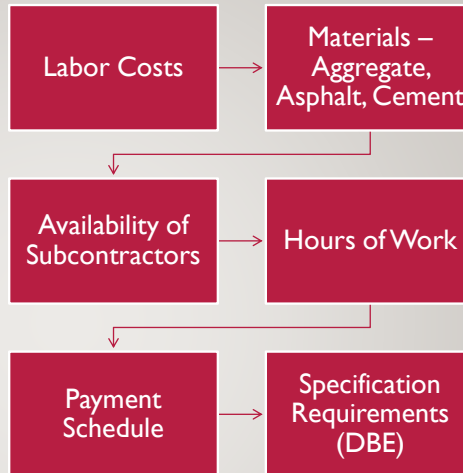 Labor Costs
Materials –
Aggregate,
Asphalt, Cement
Availability of
Subcontractors
Hours of Work
Payment
Schedule
Specification
Requirements
(DBE)